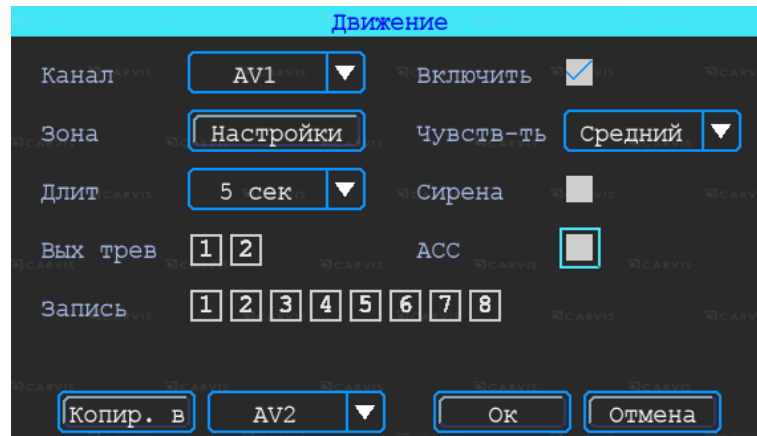 Движение
Канал AV1 Включить
Зона Настройки Чувств-ть Средний
Длит 5 сек Сирена
Вых трев 1 2 ACC
Запись 1 2 3 4 5 6 7 8
Копир. в AV2 Ок Отмена